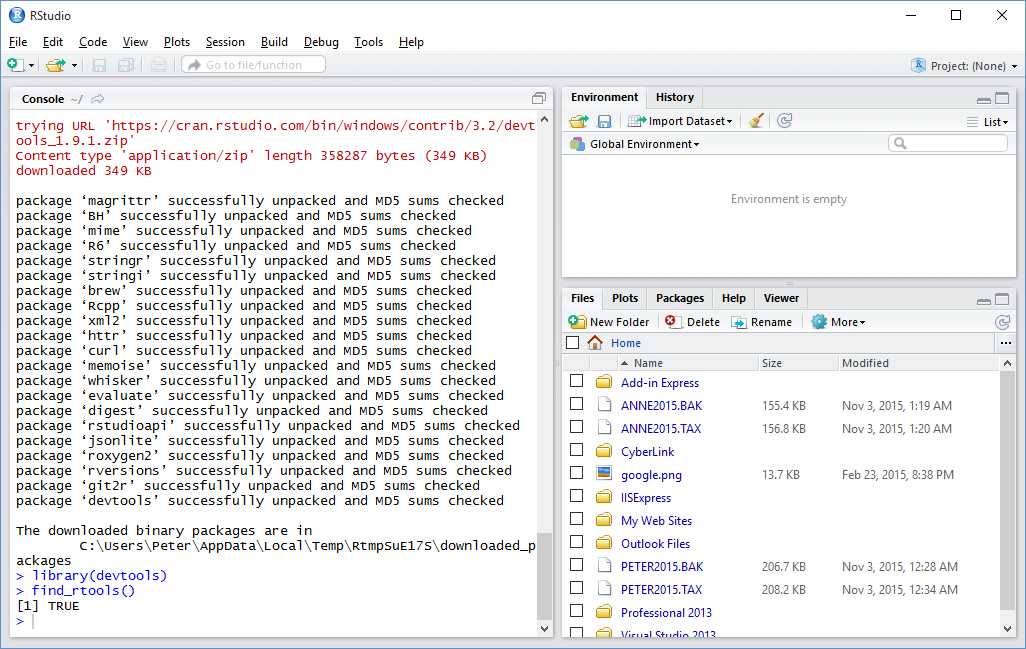 RStudio
File Edit Code View Plots Session Build Debug Tools Help
Go to file/function
Project: (None)
Console ~/
trying URL 'https://cran.rstudio.com/bin/windows/contrib/3.2/devt
ools_1.9.1.zip'
Content type 'application/zip' length 358287 bytes (349 KB)
downloaded 349 KB
package ‘magrittr’ successfully unpacked and MD5 sums checked
package ‘BH’ successfully unpacked and MD5 sums checked
package ‘mime’ successfully unpacked and MD5 sums checked
package ‘R6’ successfully unpacked and MD5 sums checked
package ‘stringr’ successfully unpacked and MD5 sums checked
package ‘stringi’ successfully unpacked and MD5 sums checked
package ‘brew’ successfully unpacked and MD5 sums checked
package ‘Rcpp’ successfully unpacked and MD5 sums checked
package ‘xml2’ successfully unpacked and MD5 sums checked
package ‘httr’ successfully unpacked and MD5 sums checked
package ‘curl’ successfully unpacked and MD5 sums checked
package ‘memoise’ successfully unpacked and MD5 sums checked
package ‘whisker’ successfully unpacked and MD5 sums checked
package ‘evaluate’ successfully unpacked and MD5 sums checked
package ‘digest’ successfully unpacked and MD5 sums checked
package ‘rstudioapi’ successfully unpacked and MD5 sums checked
package ‘jsonlite’ successfully unpacked and MD5 sums checked
package ‘roxygen2’ successfully unpacked and MD5 sums checked
package ‘rversions’ successfully unpacked and MD5 sums checked
package ‘git2r’ successfully unpacked and MD5 sums checked
package ‘devtools’ successfully unpacked and MD5 sums checked
The downloaded binary packages are in
C:\Users\Peter\AppData\Local\Temp\RtmpSuE17S\downloaded_p
ackages
> library(devtools)
> find_rtools()
[1] TRUE
>
Environment History
Import Dataset
List
Global Environment
Environment is empty
Files Plots Packages Help Viewer
New Folder Delete Rename More
Home ...
Name Size Modified
Add-in Express
ANNE2015.BAK 155.4 KB Nov 3, 2015, 1:19 AM
ANNE2015.TAX 156.8 KB Nov 3, 2015, 1:20 AM
CyberLink
google.png 13.7 KB Feb 23, 2015, 8:38 PM
IISExpress
My Web Sites
Outlook Files
PETER2015.BAK 206.7 KB Nov 3, 2015, 12:28 AM
PETER2015.TAX 208.2 KB Nov 3, 2015, 12:34 AM
Professional 2013
Visual Studio 2013